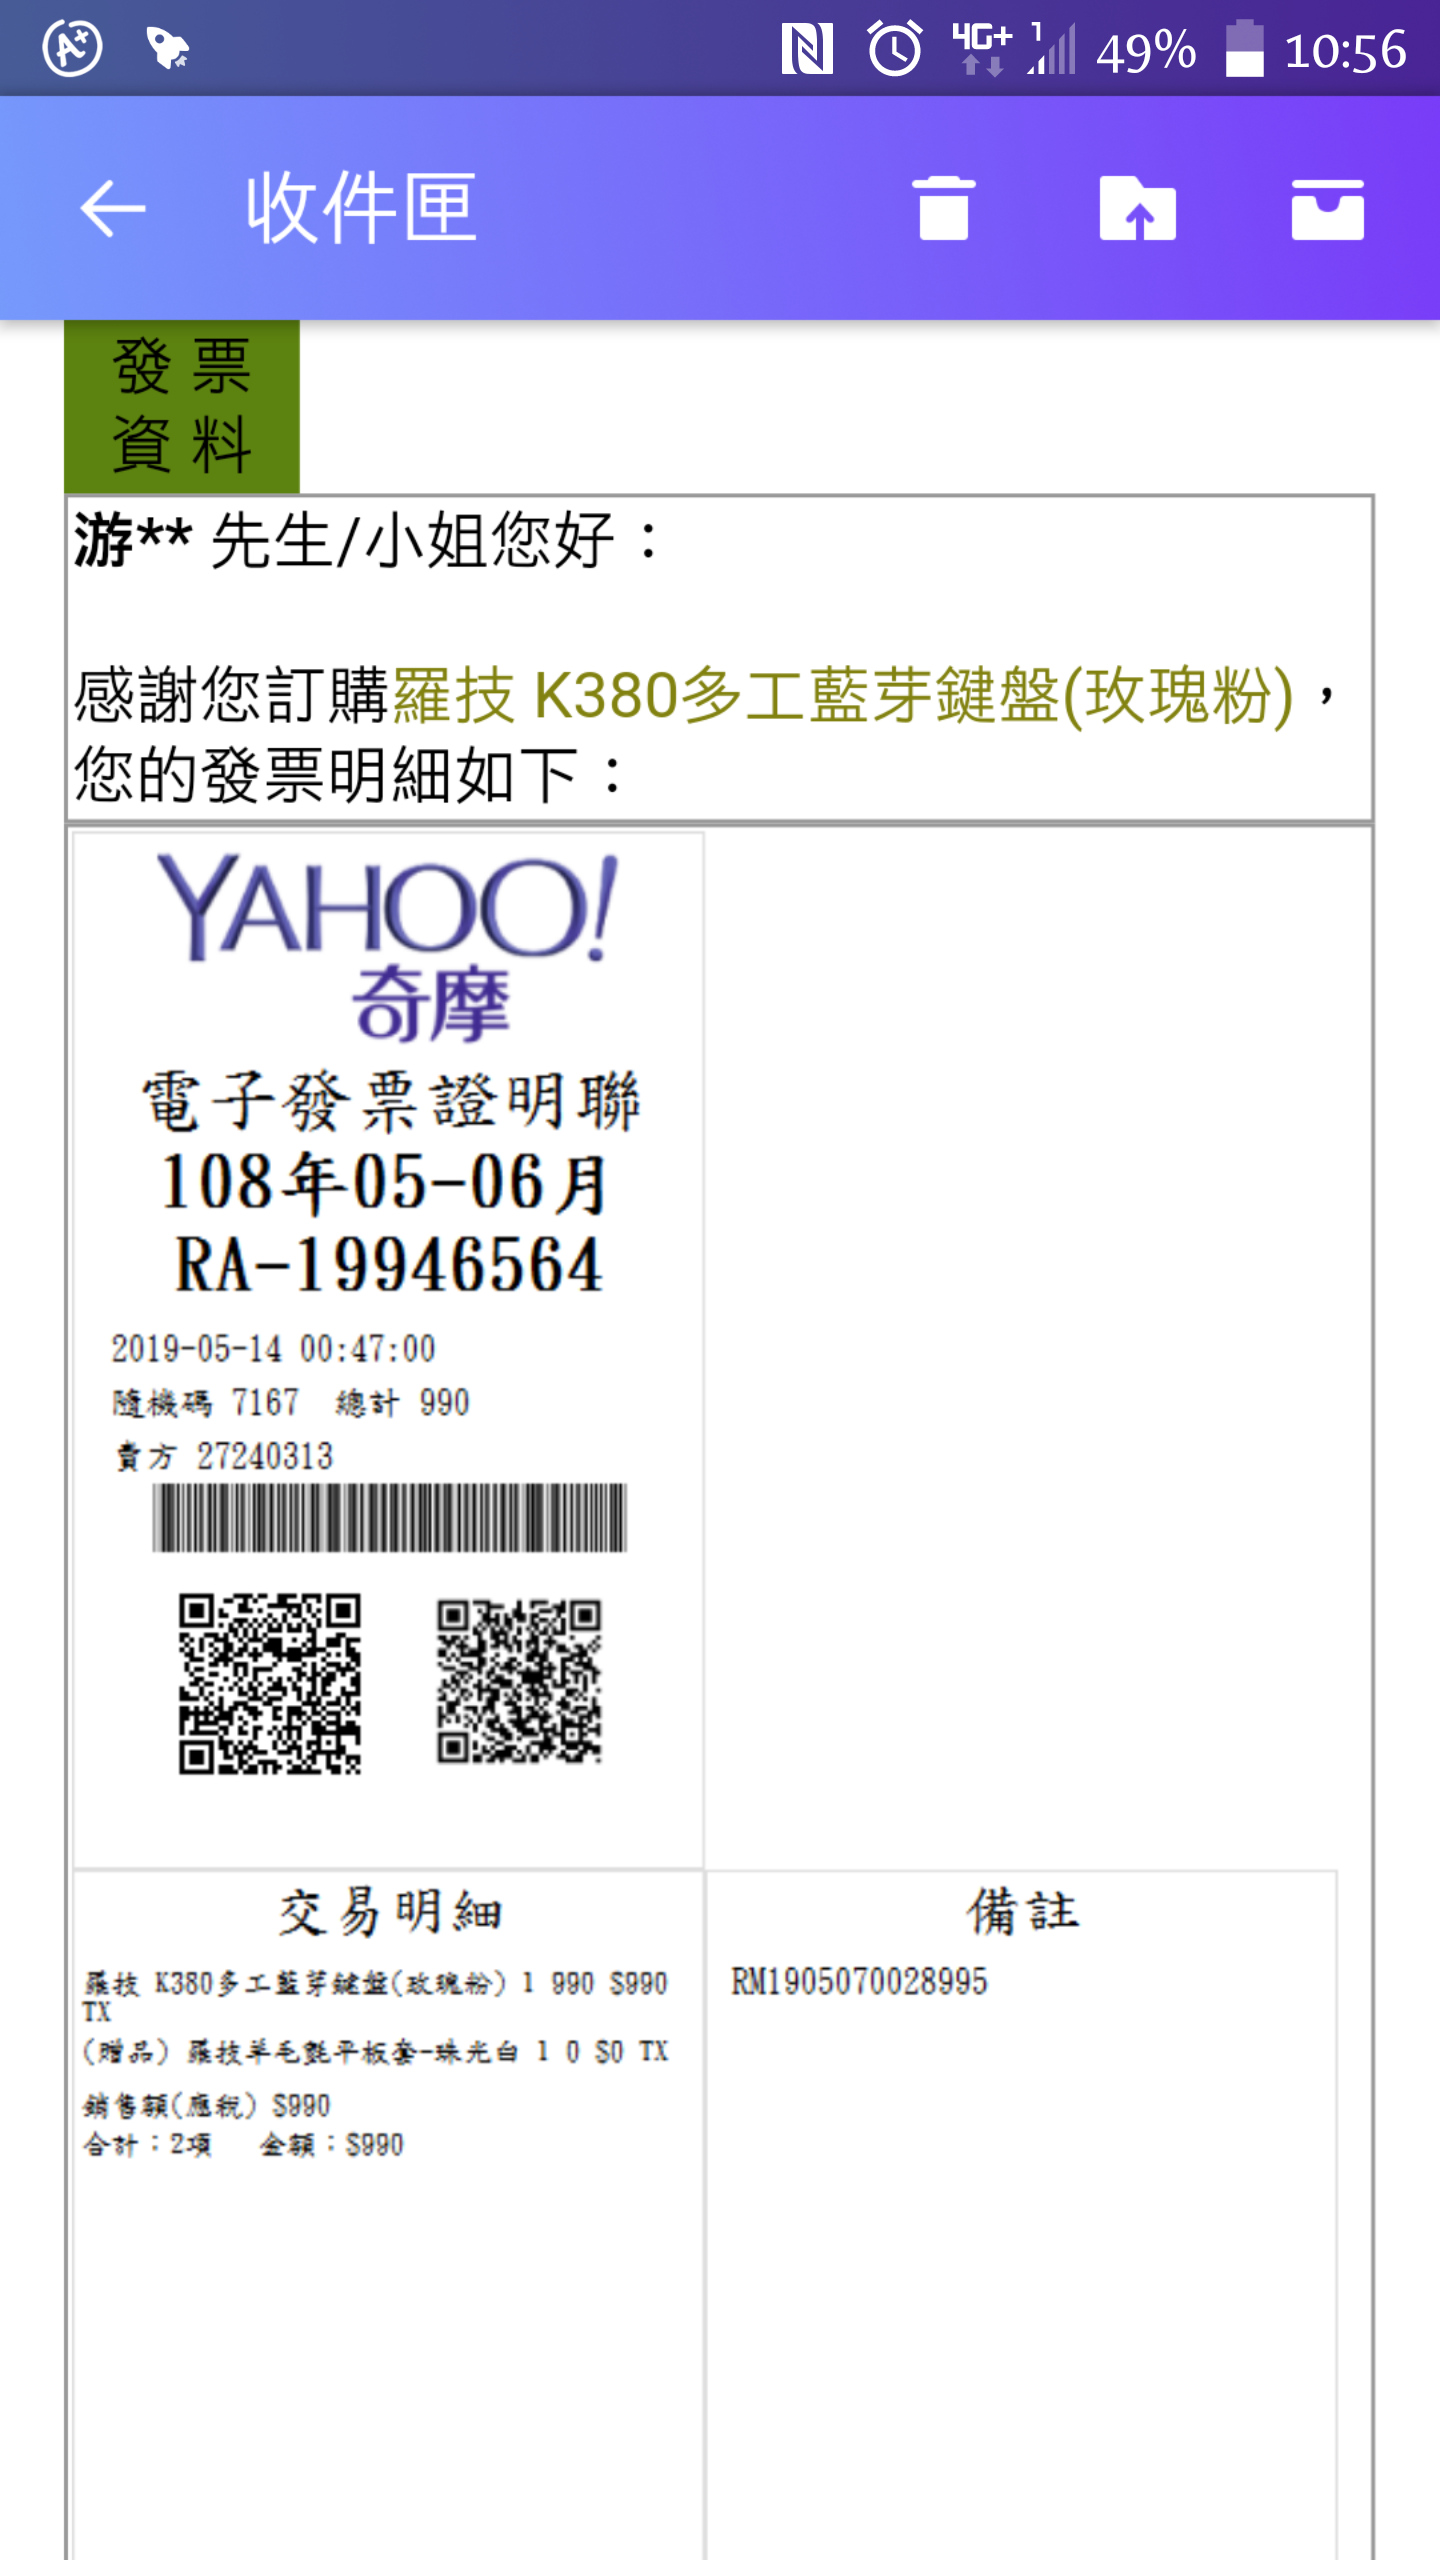 49% 10:56
收件匣
發票
資料
游** 先生/小姐您好：
感謝您訂購羅技 K380多工藍芽鍵盤(玫瑰粉)，
您的發票明細如下：
YAHOO!
奇摩
電子發票證明聯
108年05-06月
RA-19946564
2019-05-14 00:47:00
隨機碼 7167 總計 990
賣方 27240313
交易明細
羅技 K380多工藍芽鍵盤(玫瑰粉) 1 990 $990
TX
(贈品) 羅技羊毛氈平板套-珠光白 1 0 $0 TX
銷售額(應稅) $990
合計：2項 金額：$990
備註
RM1905070028995